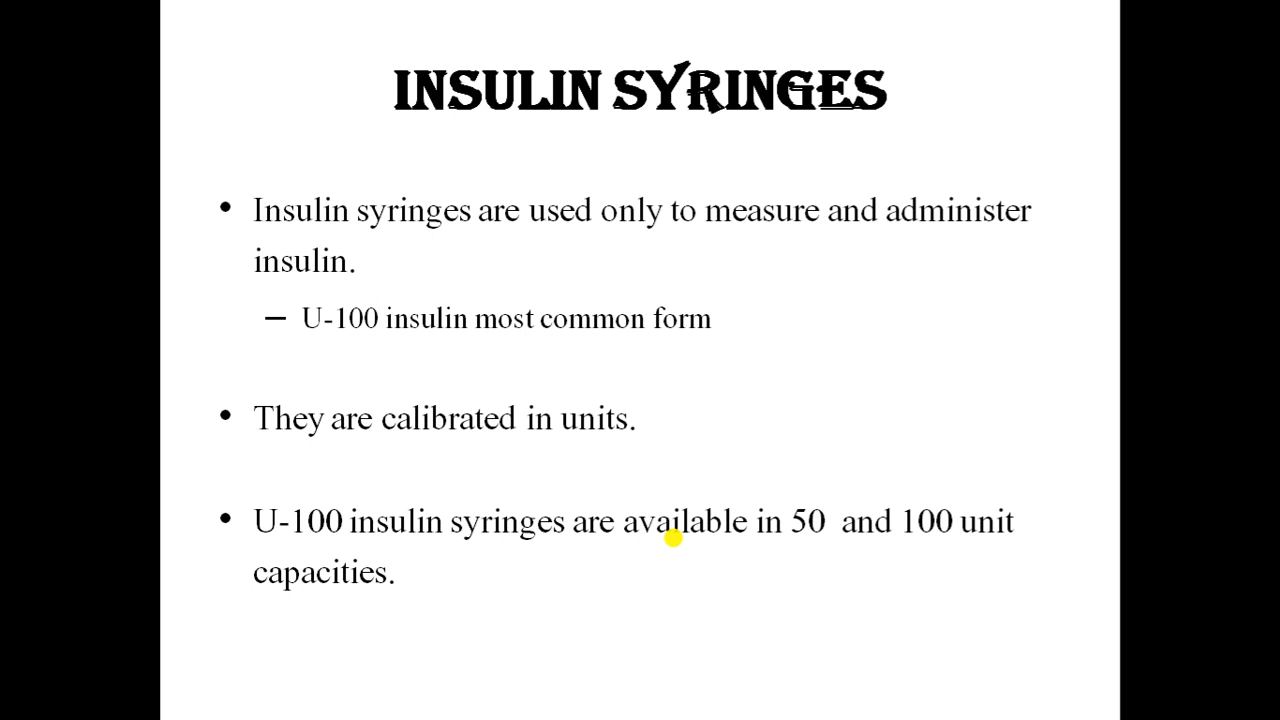 INSULIN SYRINGES
• Insulin syringes are used only to measure and administer
insulin.
– U-100 insulin most common form
• They are calibrated in units.
• U-100 insulin syringes are available in 50 and 100 unit
capacities.